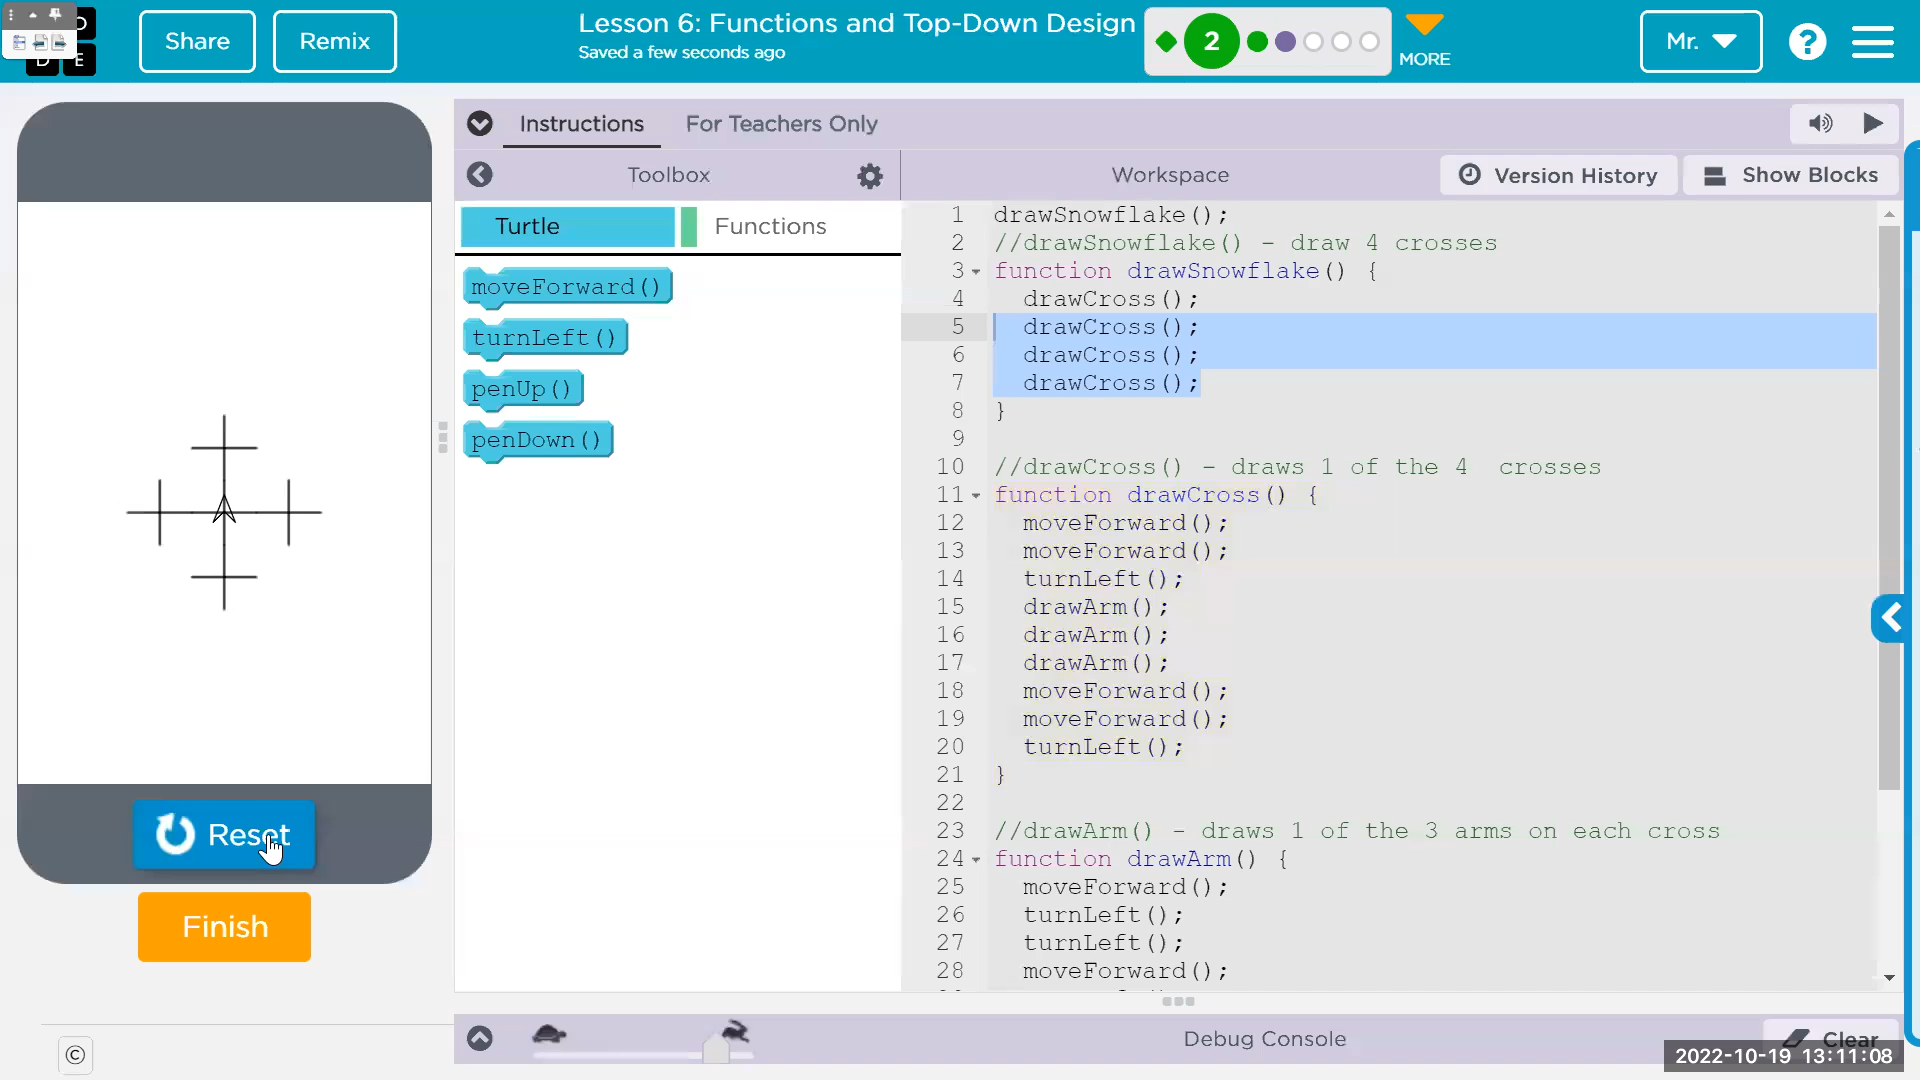 Share
Remix
Lesson 6: Functions and Top-Down Design
Saved a few seconds ago
2
MORE
Mr.
?
Instructions
For Teachers Only
Toolbox
Workspace
Version History
Show Blocks
Turtle
Functions
moveForward()
turnLeft()
penUp()
penDown()
1 drawSnowflake();
2 //drawSnowflake() - draw 4 crosses
3 function drawSnowflake() {
4 drawCross();
5 drawCross();
6 drawCross();
7 drawCross();
8 }
9
10 //drawCross() - draws 1 of the 4  crosses
11 function drawCross() {
12 moveForward();
13 moveForward();
14 turnLeft();
15 drawArm();
16 drawArm();
17 drawArm();
18 moveForward();
19 moveForward();
20 turnLeft();
21 }
22
23 //drawArm() - draws 1 of the 3 arms on each cross
24 function drawArm() {
25 moveForward();
26 turnLeft();
27 turnLeft();
28 moveForward();
Reset
Finish
Debug Console
Clear
©
2022-10-19 13:11:08